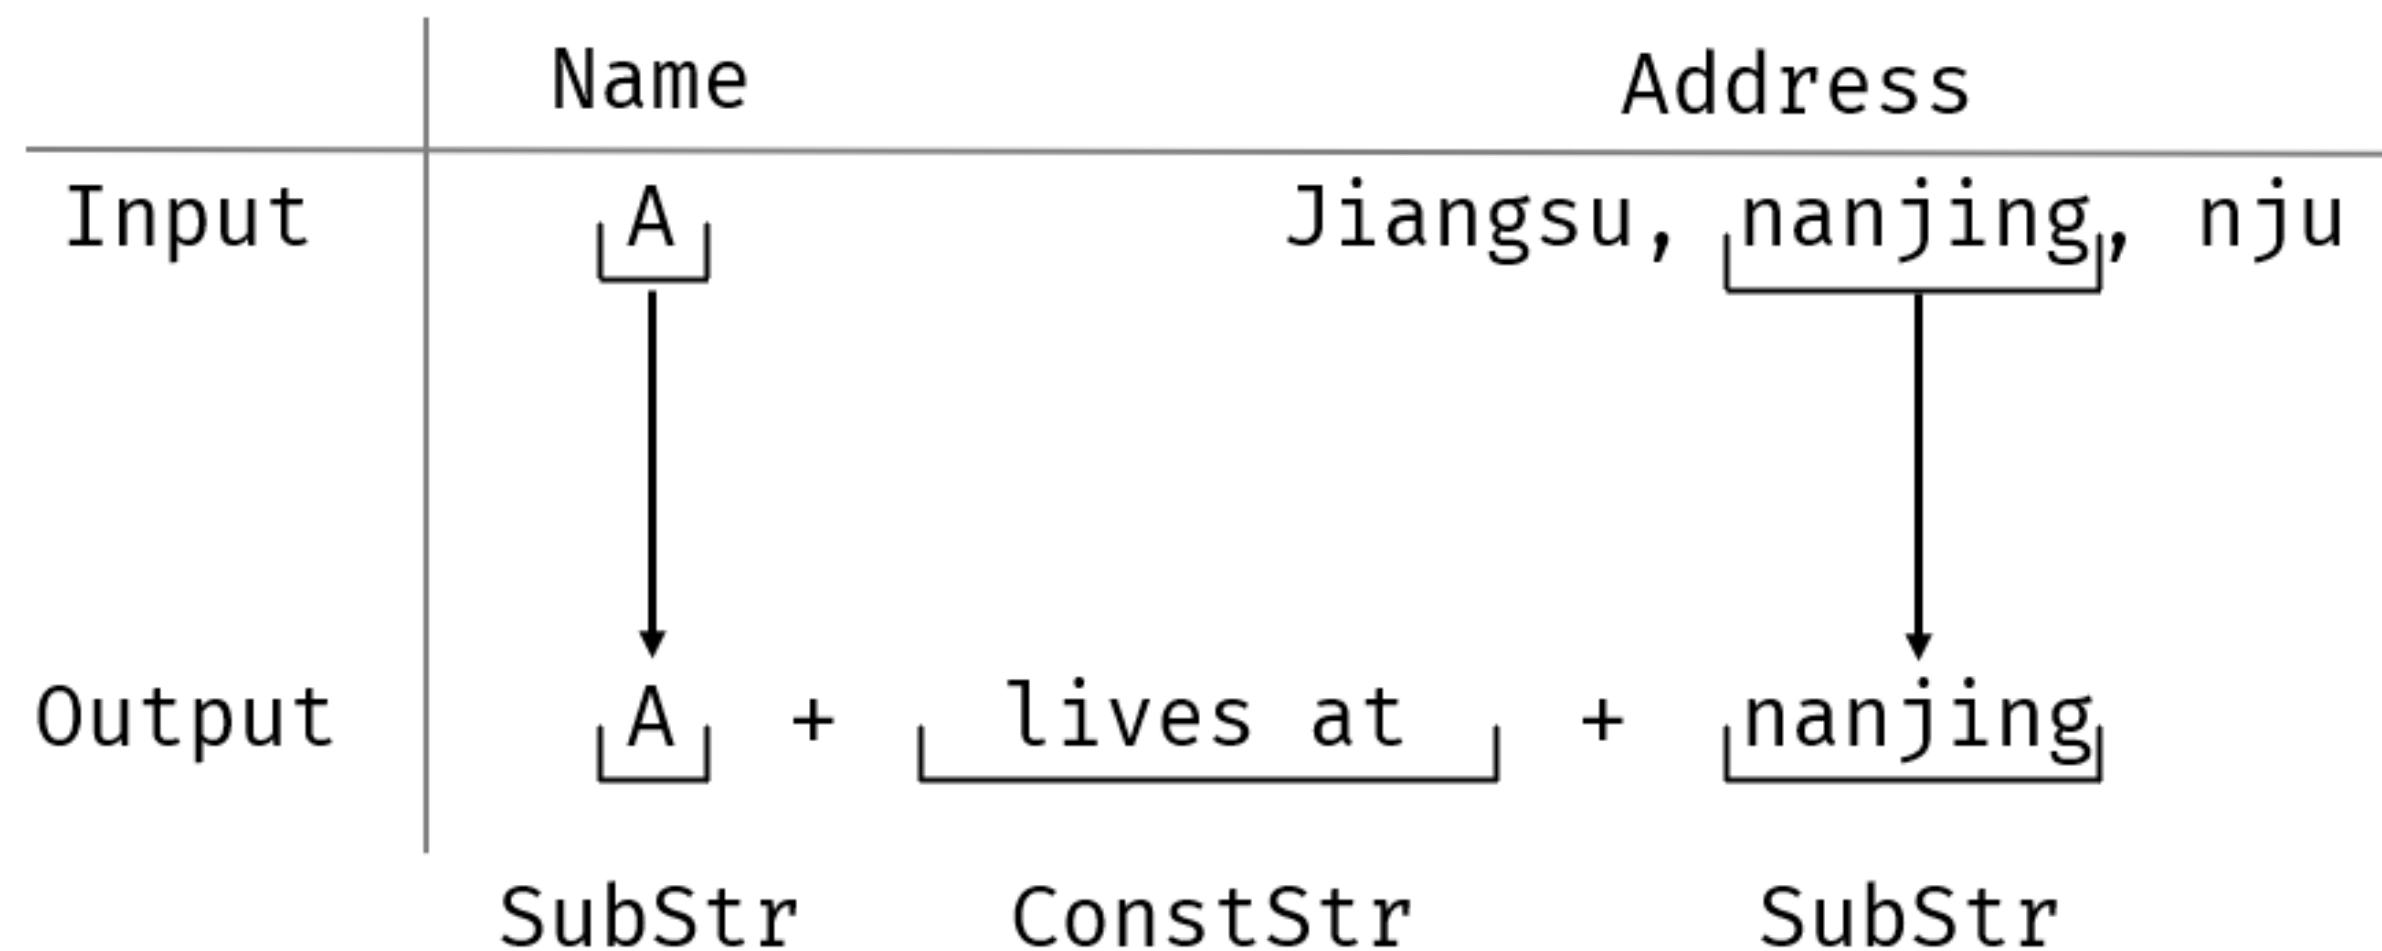 Name Address
Input A Jiangsu, nanjing, nju
Output A + lives at + nanjing
SubStr ConstStr SubStr